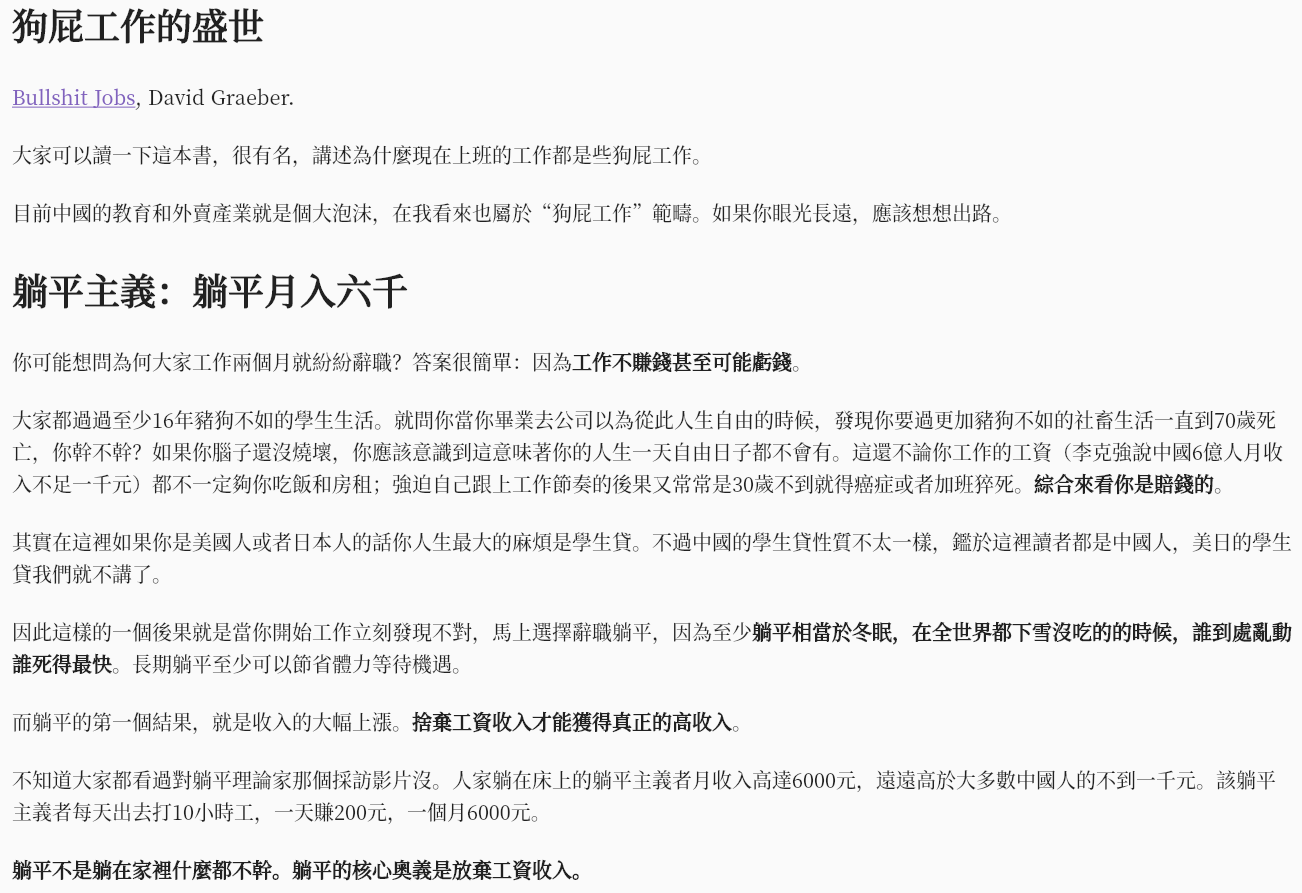 狗屁工作的盛世
Bullshit Jobs, David Graeber.
大家可以讀一下這本書，很有名，講述為什麼現在上班的工作都是些狗屁工作。
目前中國的教育和外賣產業就是個大泡沫，在我看來也屬於“狗屁工作”範疇。如果你眼光長遠，應該想想出路。
躺平主義：躺平月入六千
你可能想問為何大家工作兩個月就紛紛辭職？答案很簡單：因為工作不賺錢甚至可能虧錢。
大家都過過至少16年豬狗不如的學生生活。就問你當你畢業去公司以為從此人生自由的時候，發現你要過更加豬狗不如的社畜生活一直到70歲死
亡，你幹不幹？如果你腦子還沒燒壞，你應該意識到這意味著你的人生一天自由日子都不會有。這還不論你工作的工資（李克強說中國6億人月收
入不足一千元）都不一定夠你吃飯和房租；強迫自己跟上工作節奏的後果又常常是30歲不到就得癌症或者加班猝死。綜合來看你是賠錢的。
其實在這裡如果你是美國人或者日本人的話你人生最大的麻煩是學生貸。不過中國的學生貸性質不太一樣，鑑於這裡讀者都是中國人，美日的學生
貸我們就不講了。
因此這樣的一個後果就是當你開始工作立刻發現不對，馬上選擇辭職躺平，因為至少躺平相當於冬眠，在全世界都下雪沒吃的的時候，誰到處亂動
誰死得最快。長期躺平至少可以節省體力等待機遇。
而躺平的第一個結果，就是收入的大幅上漲。捨棄工資收入才能獲得真正的高收入。
不知道大家都看過對躺平理論家那個採訪影片沒。人家躺在床上的躺平主義者月收入高達6000元，遠遠高於大多數中國人的不到一千元。該躺平
主義者每天出去打10小時工，一天賺200元，一個月6000元。
躺平不是躺在家裡什麼都不幹。躺平的核心奧義是放棄工資收入。